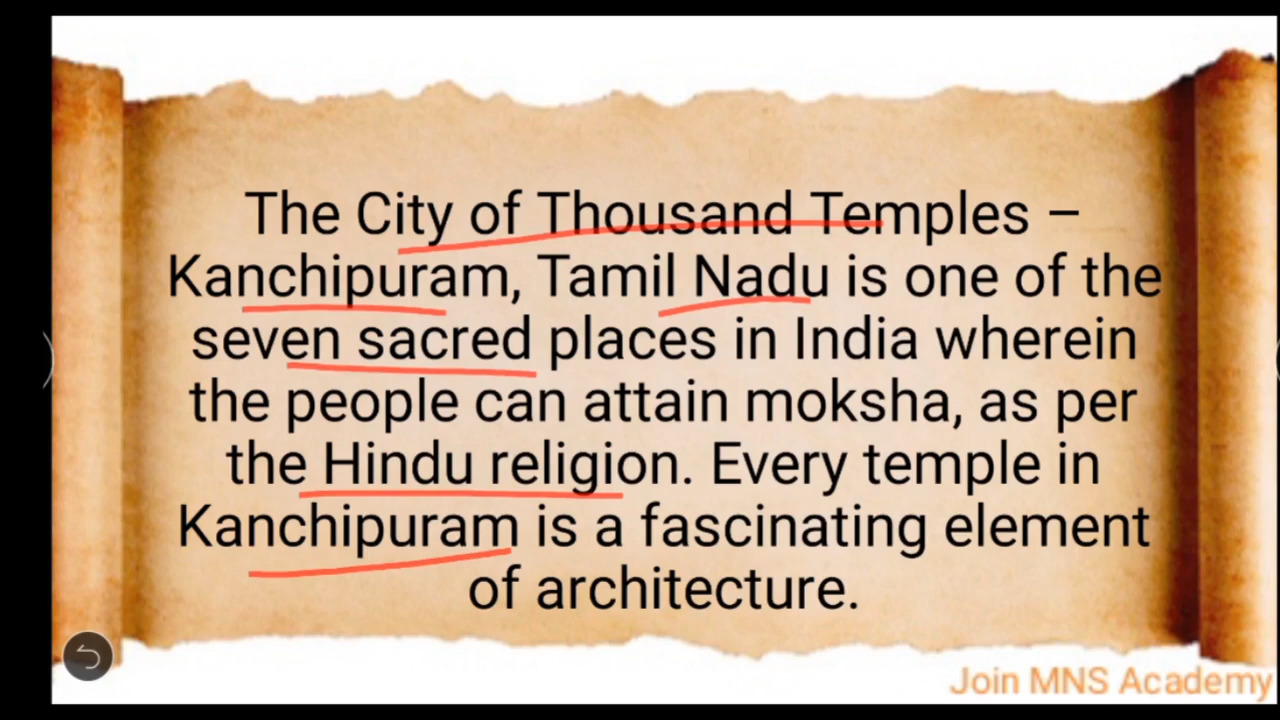 The City of Thousand Temples –
Kanchipuram, Tamil Nadu is one of the
seven sacred places in India wherein
the people can attain moksha, as per
the Hindu religion. Every temple in
Kanchipuram is a fascinating element
of architecture.
Join MNS Academy